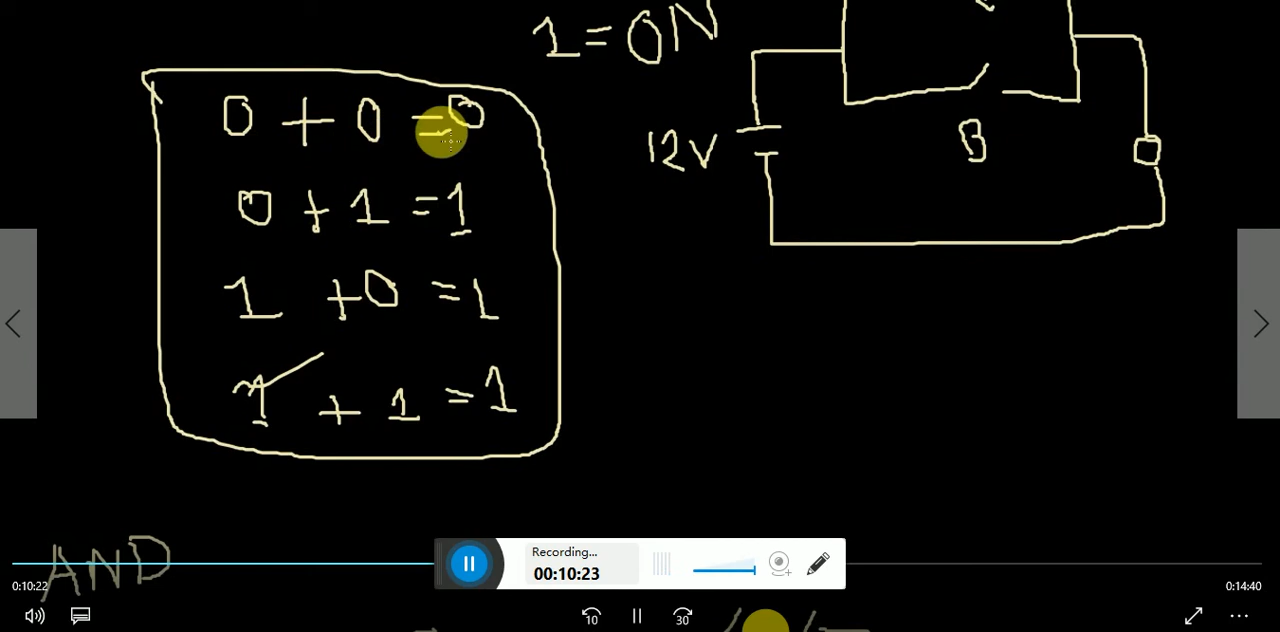 1 = ON
0 + 0 = 0
0 + 1 = 1
1 + 0 = 1
1 + 1 = 1
12V
B
AND
Recording...
00:10:23
0:10:22
0:14:40
10
30